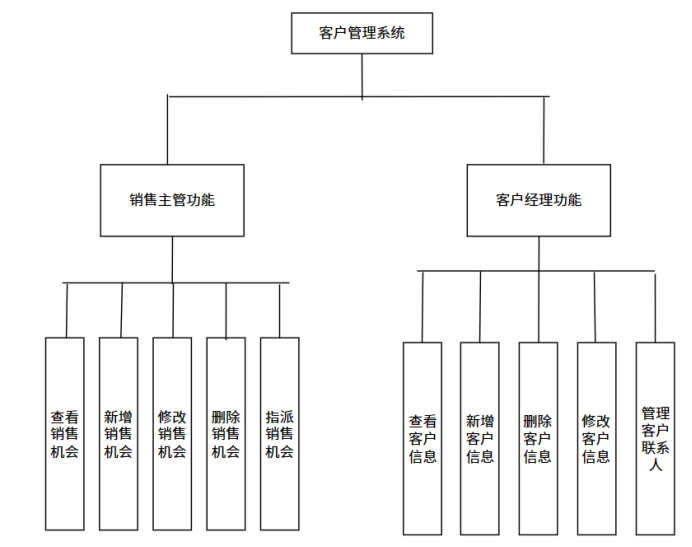 客户管理系统
销售主管功能
客户经理功能
查看
销售
机会
新增
销售
机会
修改
销售
机会
删除
销售
机会
指派
销售
机会
查看
客户
信息
新增
客户
信息
删除
客户
信息
修改
客户
信息
管理
客户
联系
人